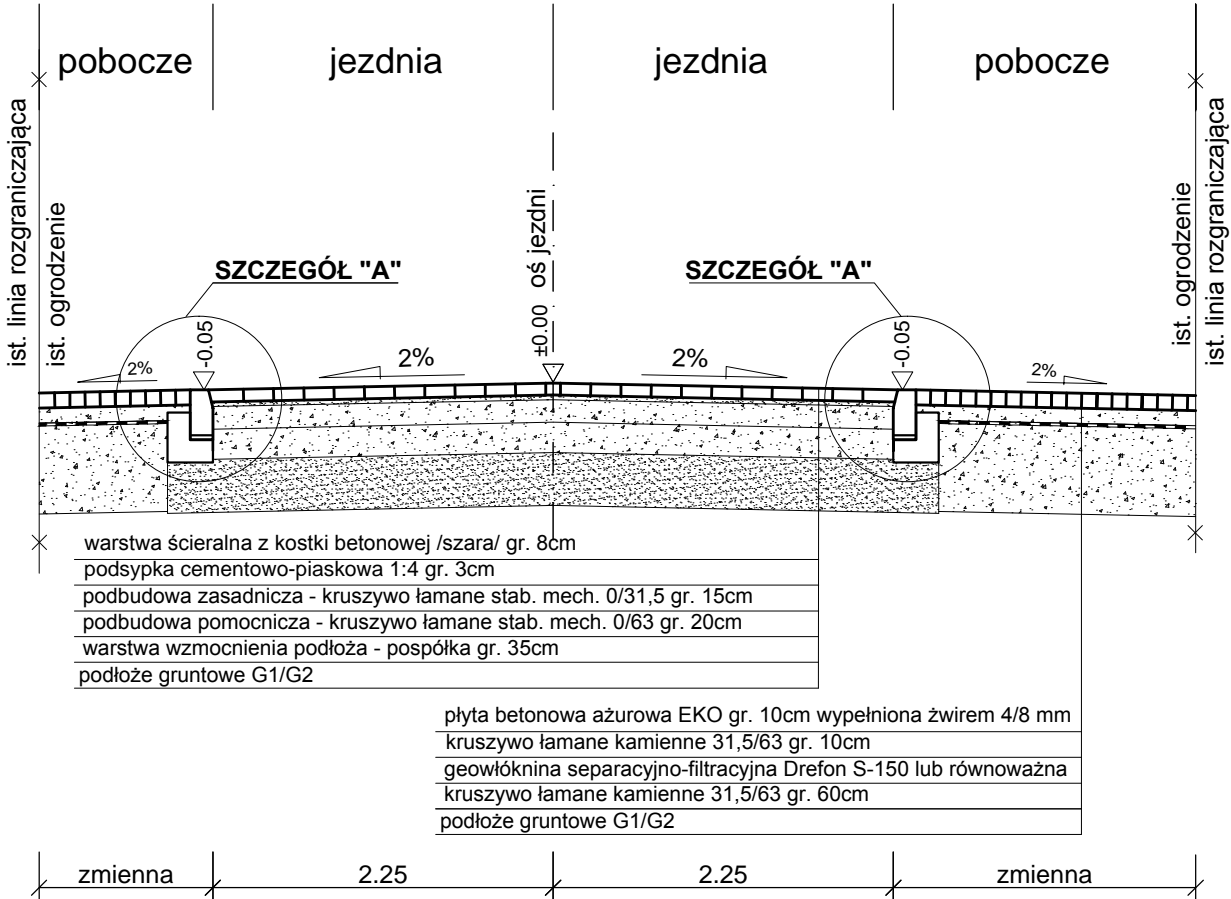 pobocze
jezdnia
jezdnia
pobocze
ist. linia rozgraniczająca
ist. ogrodzenie
SZCZEGÓŁ "A"
±0.00 oś jezdni
SZCZEGÓŁ "A"
ist. ogrodzenie
ist. linia rozgraniczająca
2%
-0.05
2%
2%
-0.05
2%
warstwa ścieralna z kostki betonowej /szara/ gr. 8cm
podsypka cementowo-piaskowa 1:4 gr. 3cm
podbudowa zasadnicza - kruszywo łamane stab. mech. 0/31,5 gr. 15cm
podbudowa pomocnicza - kruszywo łamane stab. mech. 0/63 gr. 20cm
warstwa wzmocnienia podłoża - pospółka gr. 35cm
podłoże gruntowe G1/G2
płyta betonowa ażurowa EKO gr. 10cm wypełniona żwirem 4/8 mm
kruszywo łamane kamienne 31,5/63 gr. 10cm
geowłóknina separacyjno-filtracyjna Drefon S-150 lub równoważna
kruszywo łamane kamienne 31,5/63 gr. 60cm
podłoże gruntowe G1/G2
zmienna
2.25
2.25
zmienna